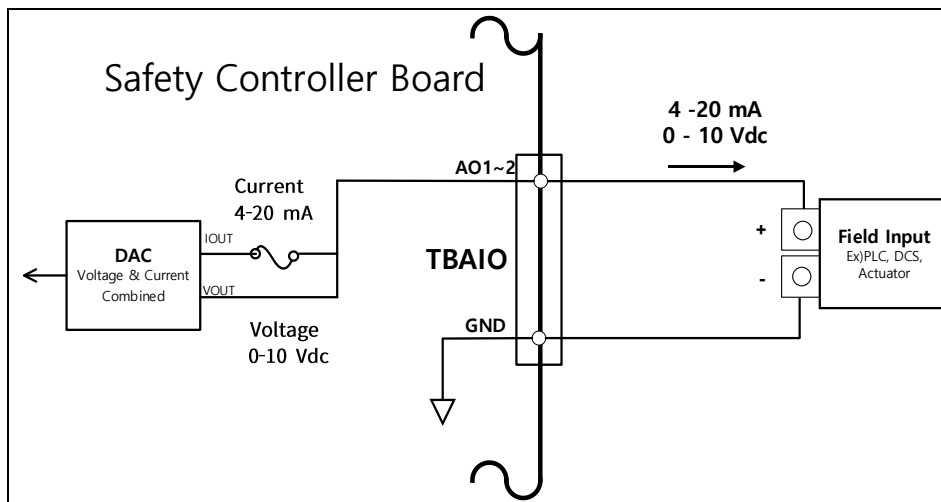 Safety Controller Board
4 -20 mA
0 - 10 Vdc
AO1~2
Current
4-20 mA
IOUT
DAC
Voltage & Current
Combined
VOUT
TBAIO
+
-
Field Input
Ex)PLC, DCS,
Actuator
Voltage
0-10 Vdc
GND